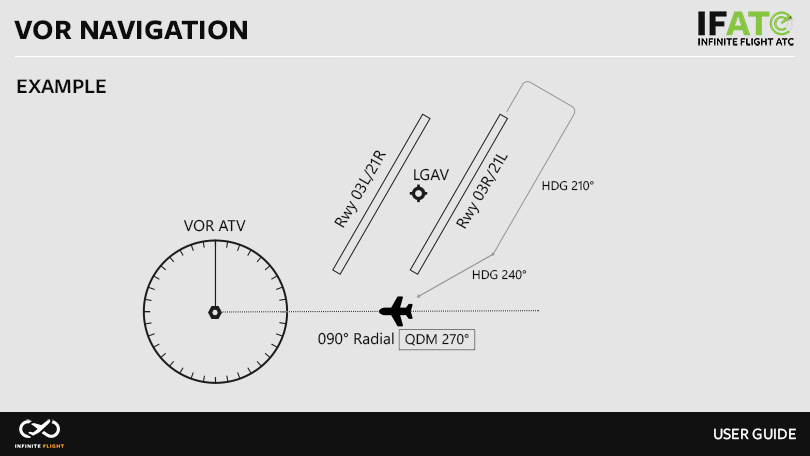 VOR NAVIGATION
IFATC
INFINITE FLIGHT ATC
EXAMPLE
Rwy 03L/21R
LGAV
Rwy 03R/21L
HDG 210°
VOR ATV
HDG 240°
090° Radial QDM 270°
INFINITE FLIGHT
USER GUIDE